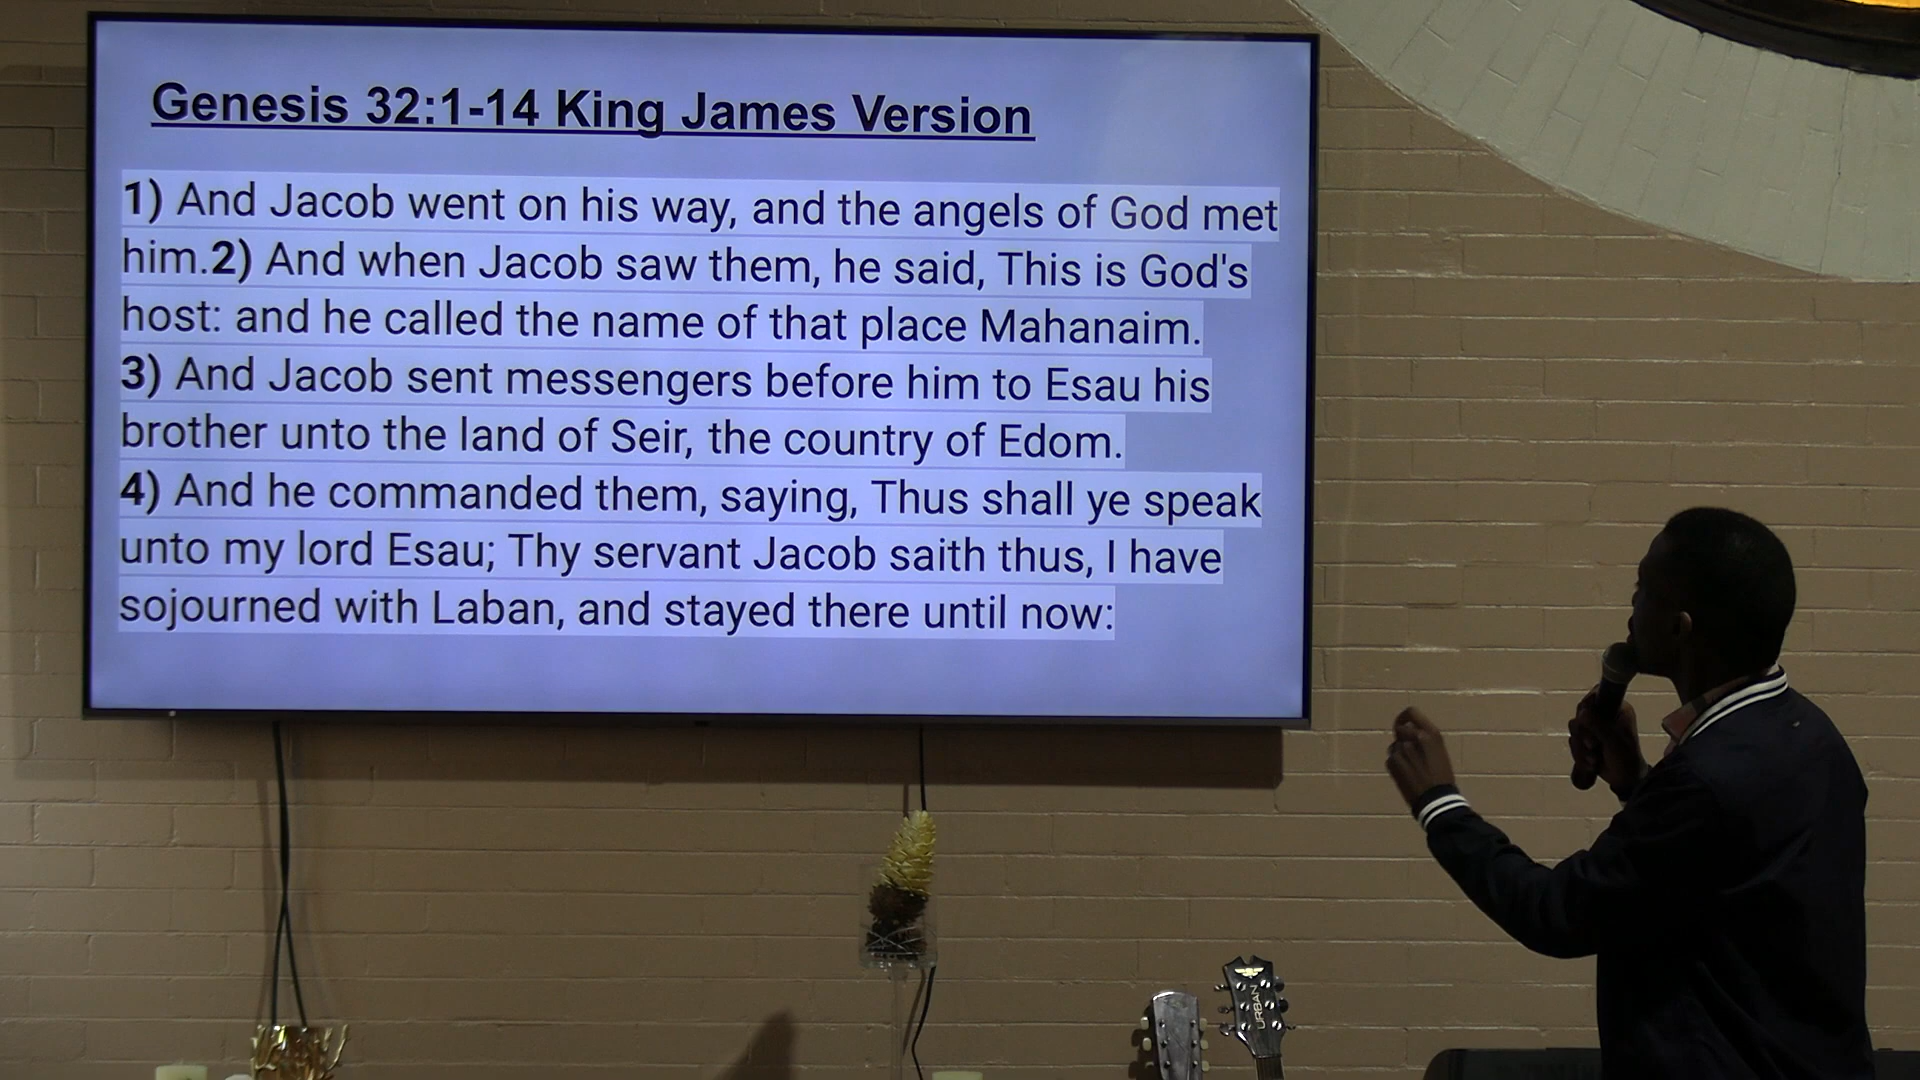 Genesis 32:1-14 King James Version
1) And Jacob went on his way, and the angels of God met
him.2) And when Jacob saw them, he said, This is God's
host: and he called the name of that place Mahanaim.
3) And Jacob sent messengers before him to Esau his
brother unto the land of Seir, the country of Edom.
4) And he commanded them, saying, Thus shall ye speak
unto my lord Esau; Thy servant Jacob saith thus, I have
sojourned with Laban, and stayed there until now:
URBAN